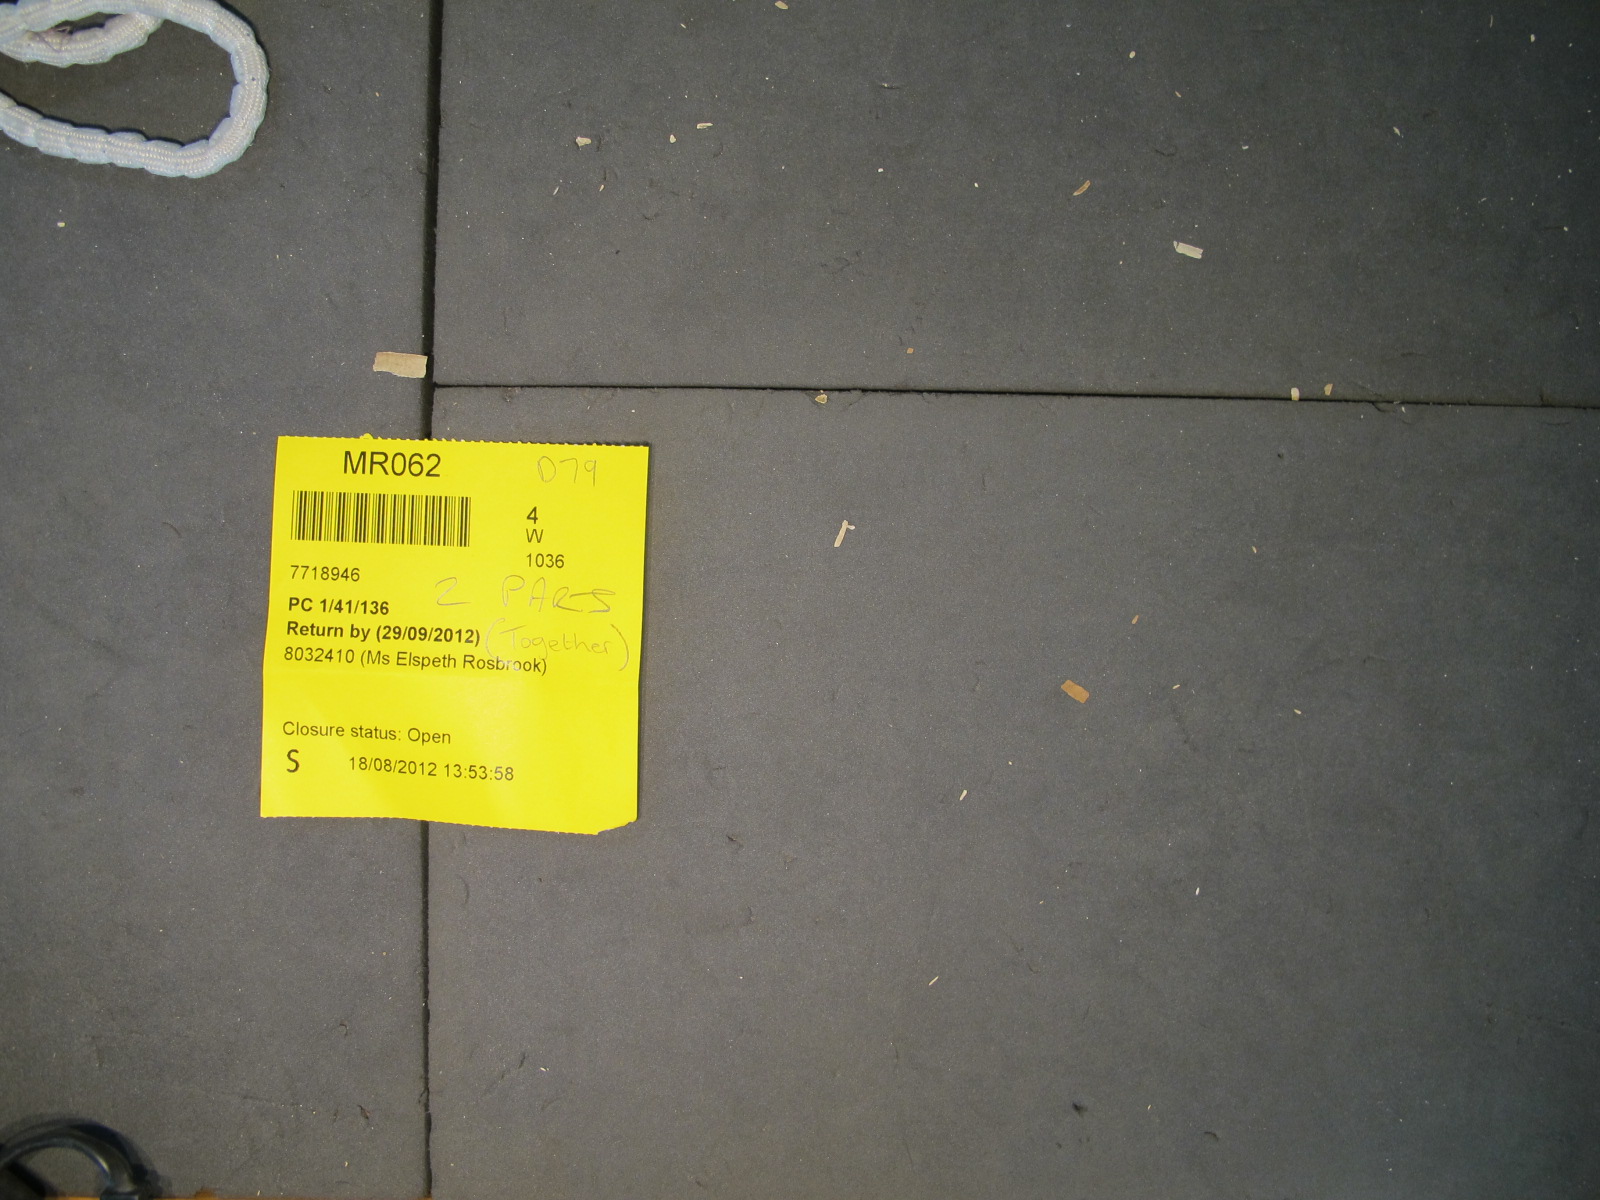 MR062 D79
4
W
1036
7718946
2 PARTS
PC 1/41/136
Return by (29/09/2012) (Together)
8032410 (Ms Elspeth Rosbrook)
Closure status: Open
S 18/08/2012 13:53:58